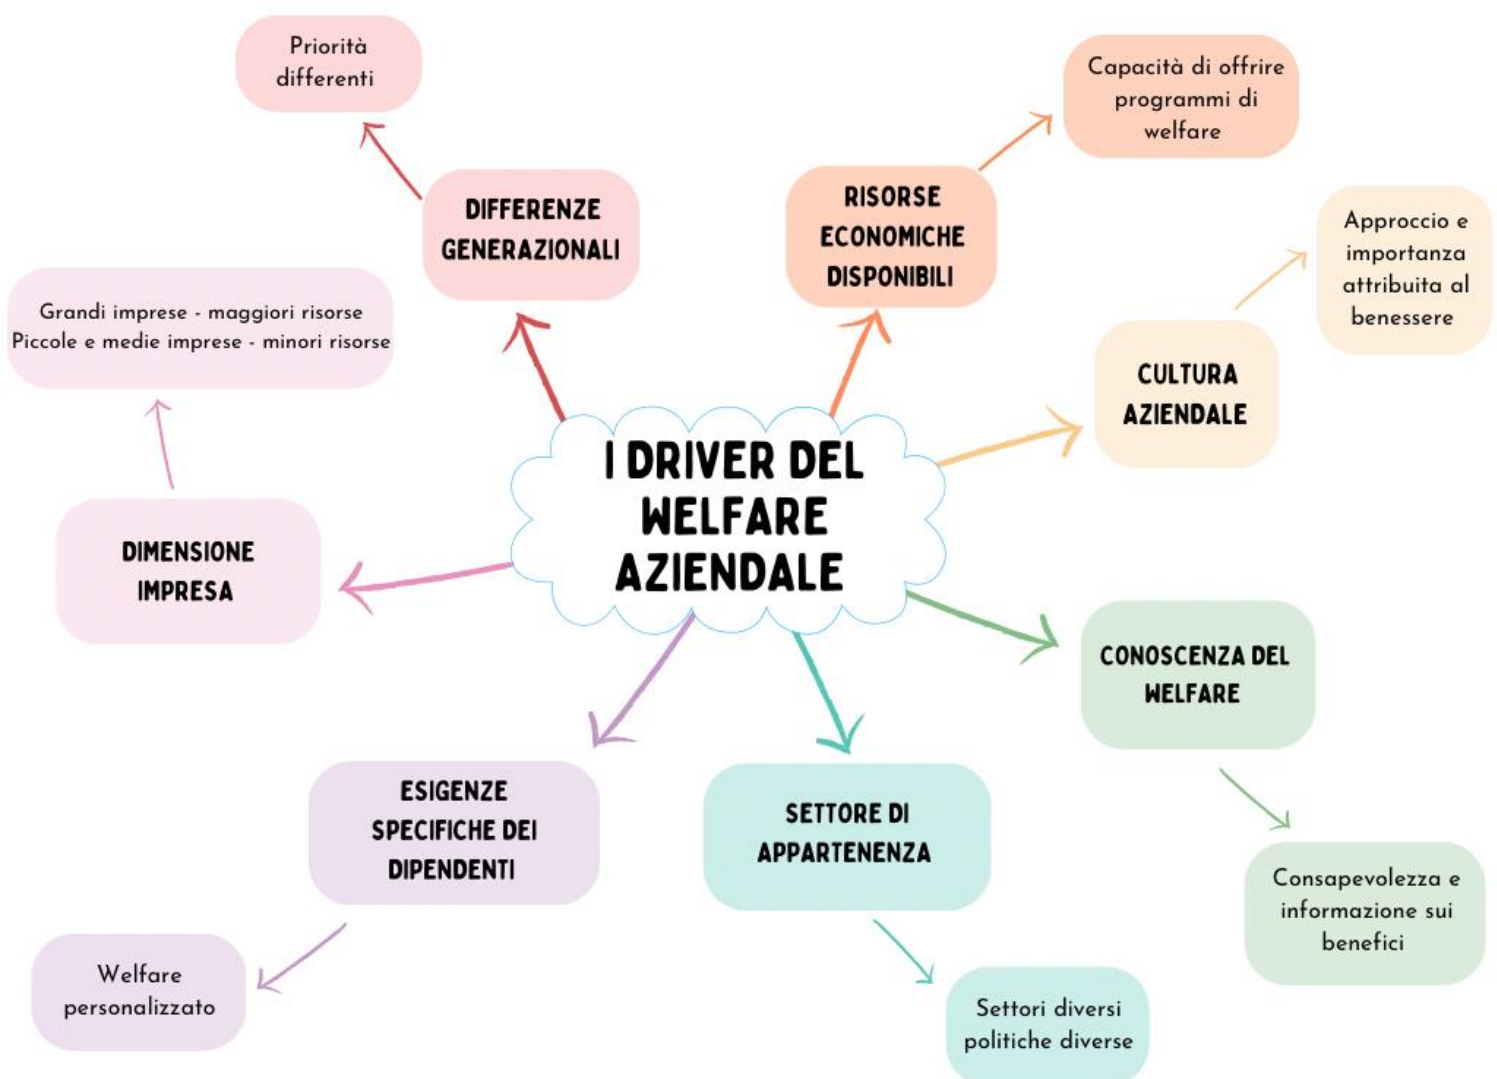 Priorità
differenti
Capacità di offrire
programmi di
welfare
DIFFERENZE
GENERAZIONALI
RISORSE
ECONOMICHE
DISPONIBILI
Approccio e
importanza
attribuita al
benessere
Grandi imprese - maggiori risorse
Piccole e medie imprese - minori risorse
CULTURA
AZIENDALE
I DRIVER DEL
WELFARE
AZIENDALE
DIMENSIONE
IMPRESA
CONOSCENZA DEL
WELFARE
ESIGENZE
SPECIFICHE DEI
DIPENDENTI
SETTORE DI
APPARTENENZA
Consapevolezza e
informazione sui
benefici
Welfare
personalizzato
Settori diversi
politiche diverse